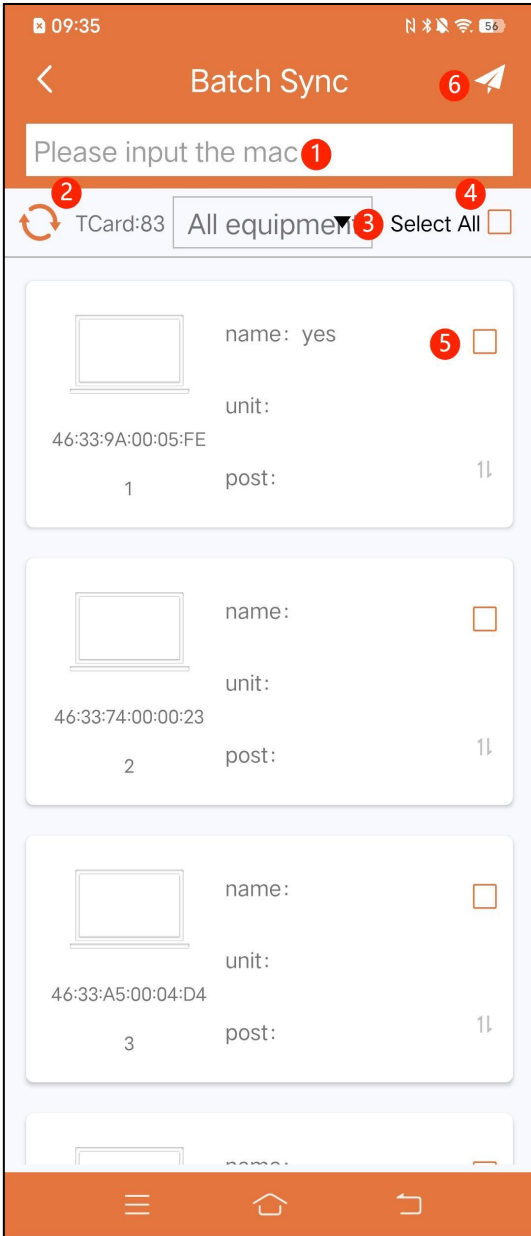 09:35 56
Batch Sync 6
Please input the mac 1
2 4
TCard:83 All equipment 3 Select All
name: yes 5
unit:
46:33:9A:00:05:FE
post:
1
name:
unit:
46:33:74:00:00:23
post:
2
name:
unit:
46:33:A5:00:04:D4
post:
3
name: